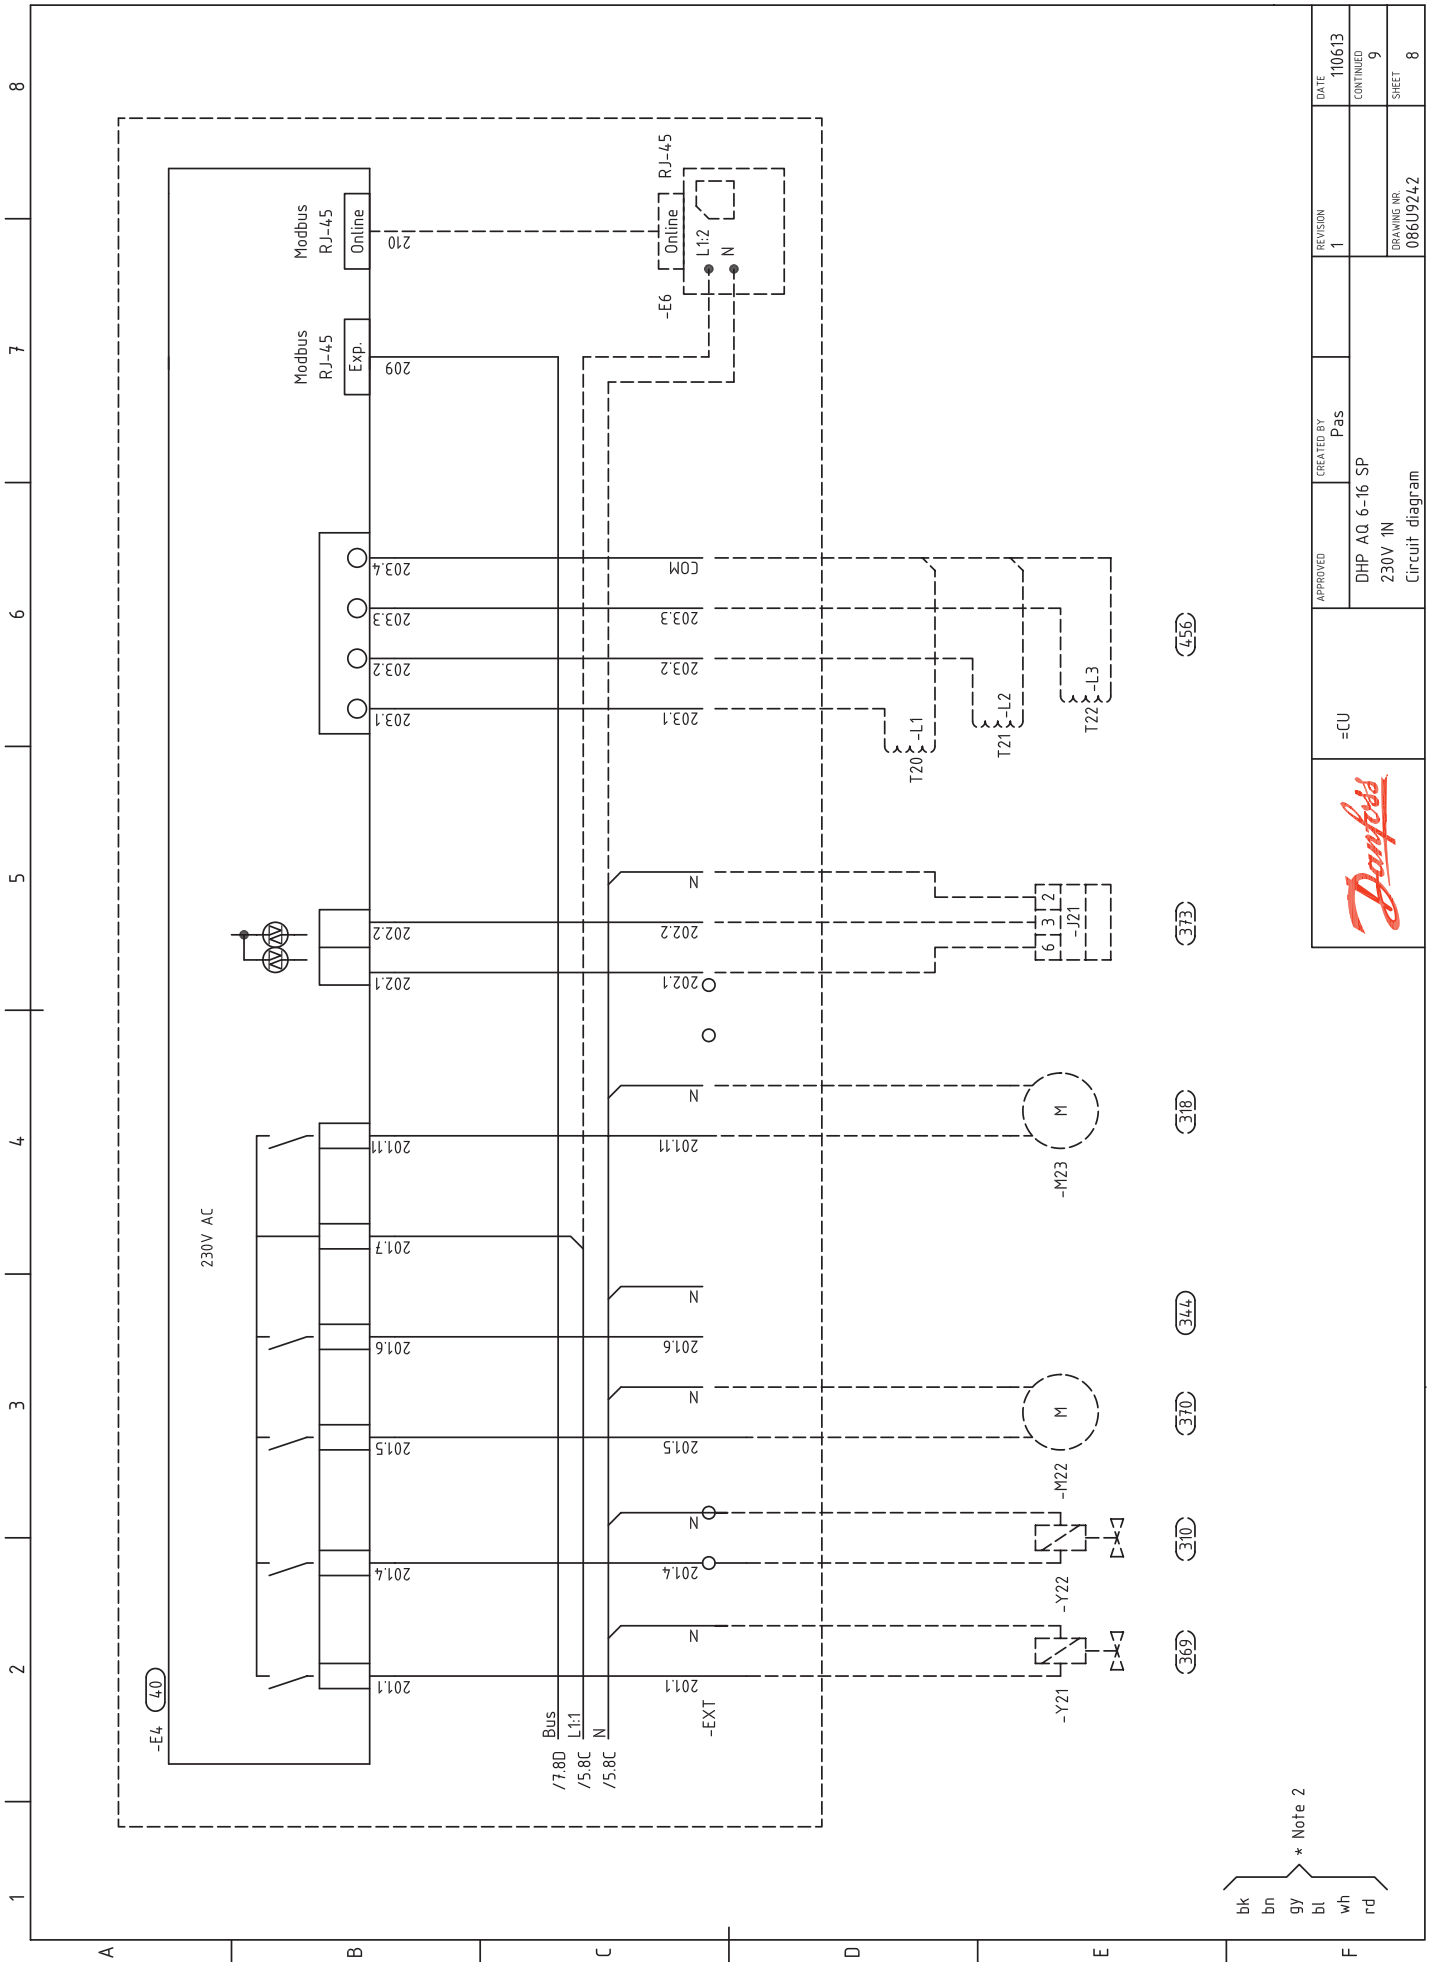 1
2
3
4
5
6
7
8
A
B
C
D
E
F
-E4
40
230V AC
Modbus
RJ-45
Exp.
Modbus
RJ-45
Online
201.1
201.4
201.5
201.6
201.7
201.11
202.1
202.2
203.1
203.2
203.3
203.4
209
210
Bus
/7.8D
L1:1
/5.8C
N
/5.8C
-EXT
201.1
N
201.4
N
201.5
N
201.6
N
201.11
N
202.1
202.2
N
203.1
203.2
203.3
COM
-E6
Online
RJ-45
L1:2
N
-Y21
-Y22
-M22
M
-M23
M
6
3
2
-J21
T20
-L1
T21
-L2
T22
-L3
369
310
370
344
318
373
456
bk
bn
gy
bl
wh
rd
* Note 2
Danfoss
=CU
APPROVED
CREATED BY
Pas
REVISION
1
DATE
110613
DHP AQ 6-16 SP
230V 1N
Circuit diagram
CONTINUED
9
DRAWING NR.
086U9242
SHEET
8